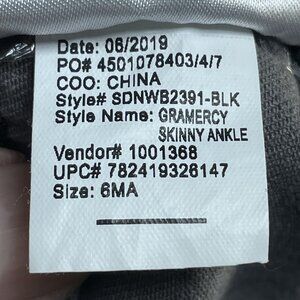 Date: 06/2019
PO# 4501078403/4/7
COO: CHINA
Style# SDNWB2391-BLK
Style Name: GRAMERCY
SKINNY ANKLE
Vendor# 1001368
UPC# 782419326147
Size: 6MA